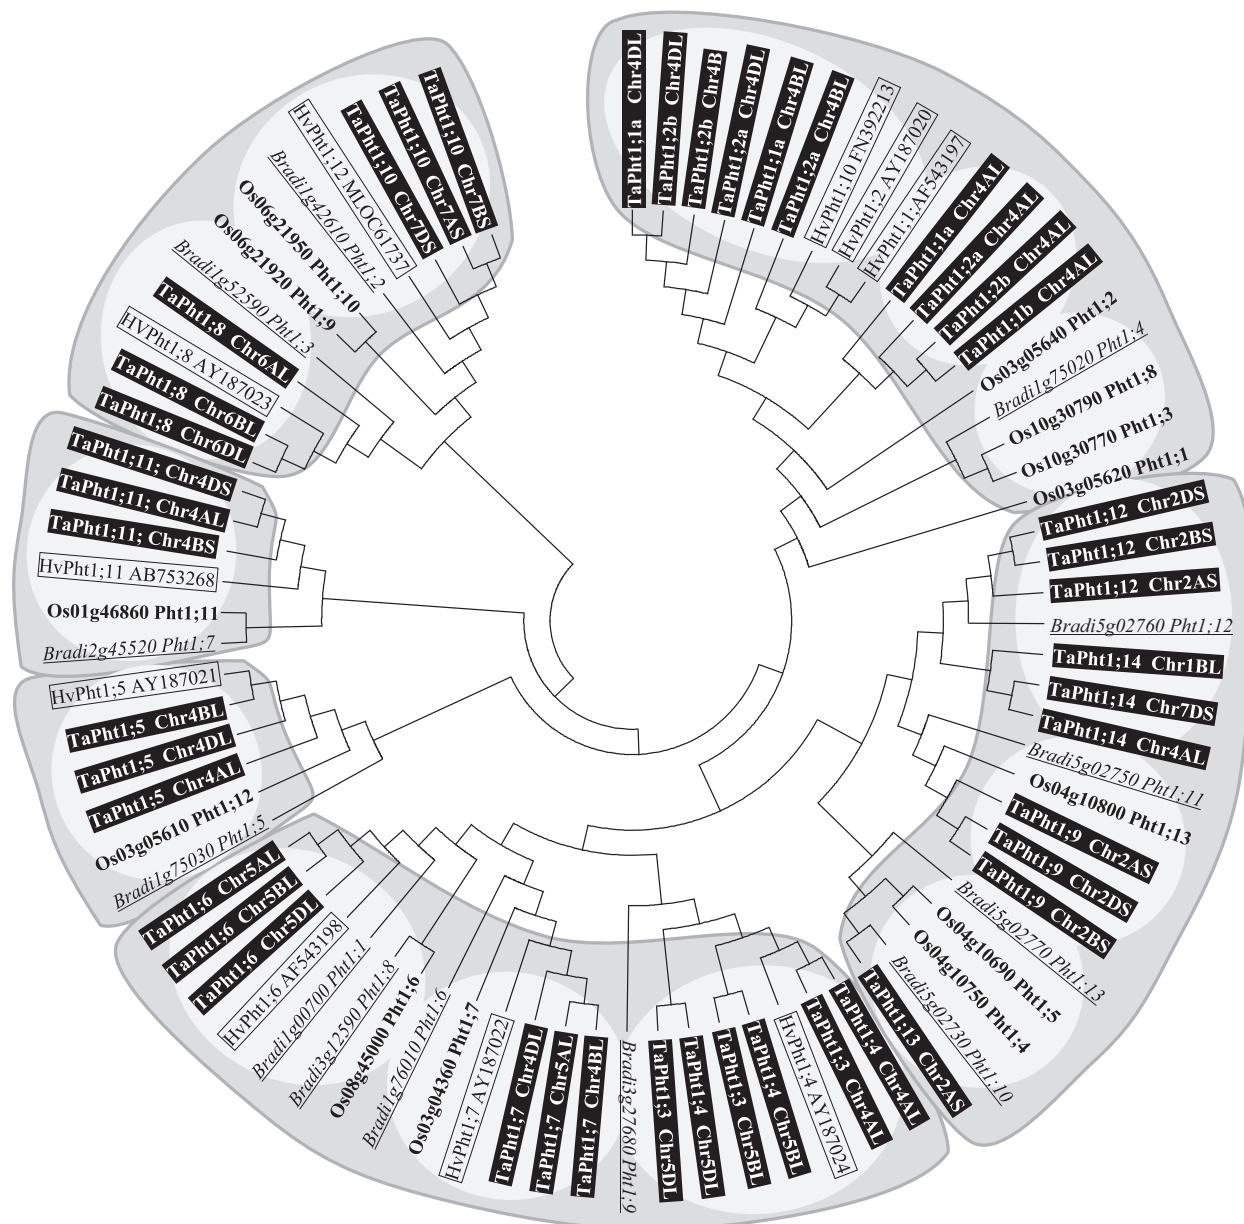 TaPht1;1a Chr4DL
TaPht1;2b Chr4DL
TaPht1;2b Chr4B
TaPht1;2a Chr4DL
TaPht1;1a Chr4BL
TaPht1;2a Chr4BL
HvPht1;10 FN392213
HvPht1;2 AY187020
HvPht1;1;AF543197
TaPht1;1a Chr4AL
TaPht1;2a Chr4AL
TaPht1;2b Chr4AL
TaPht1;1b Chr4AL
Os03g05640 Pht1;2
Bradi1g75020 Pht1;4
Os10g30790 Pht1;8
Os10g30770 Pht1;3
Os03g05620 Pht1;1
TaPht1;12 Chr2DS
TaPht1;12 Chr2BS
TaPht1;12 Chr2AS
Bradi5g02760 Pht1;12
TaPht1;14 Chr1BL
TaPht1;14 Chr7DS
TaPht1;14 Chr4AL
Bradi5g02750 Pht1;11
Os04g10800 Pht1;13
TaPht1;9 Chr2AS
TaPht1;9 Chr2DS
TaPht1;9 Chr2BS
Bradi5g02770 Pht1;13
Os04g10690 Pht1;5
Os04g10750 Pht1;4
Bradi5g02730 Pht1;10
TaPht1;13 Chr2AS
TaPht1;4 Chr4AL
TaPht1;3 Chr4AL
HvPht1;4 AY187024
TaPht1;4 Chr5BL
TaPht1;3 Chr5BL
TaPht1;4 Chr5DL
TaPht1;3 Chr5DL
Bradi3g27680 Pht1;9
TaPht1;7 Chr4BL
TaPht1;7 Chr5AL
TaPht1;7 Chr4DL
HvPht1;7 AY187022
Os03g04360 Pht1;7
Bradi1g76010 Pht1;6
Os08g45000 Pht1;6
Bradi3g12590 Pht1;8
Bradi1g00700 Pht1;1
HvPht1;6 AF543198
TaPht1;6 Chr5DL
TaPht1;6 Chr5BL
TaPht1;6 Chr5AL
Bradi1g75030 Pht1;5
Os03g05610 Pht1;12
TaPht1;5 Chr4AL
TaPht1;5 Chr4DL
TaPht1;5 Chr4BL
HvPht1;5 AY187021
Bradi2g45520 Pht1;7
Os01g46860 Pht1;11
HvPht1;11 AB753268
TaPht1;11; Chr4BS
TaPht1;11; Chr4AL
TaPht1;11; Chr4DS
TaPht1;8 Chr6DL
TaPht1;8 Chr6BL
HVPht1;8 AY187023
TaPht1;8 Chr6AL
Bradi1g52590 Pht1;3
Os06g21920 Pht1;9
Os06g21950 Pht1;10
Bradi1g42610 Pht1;2
HvPht1;12 MLOC61737
TaPht1;10 Chr7DS
TaPht1;10 Chr7AS
TaPht1;10 Chr7BS